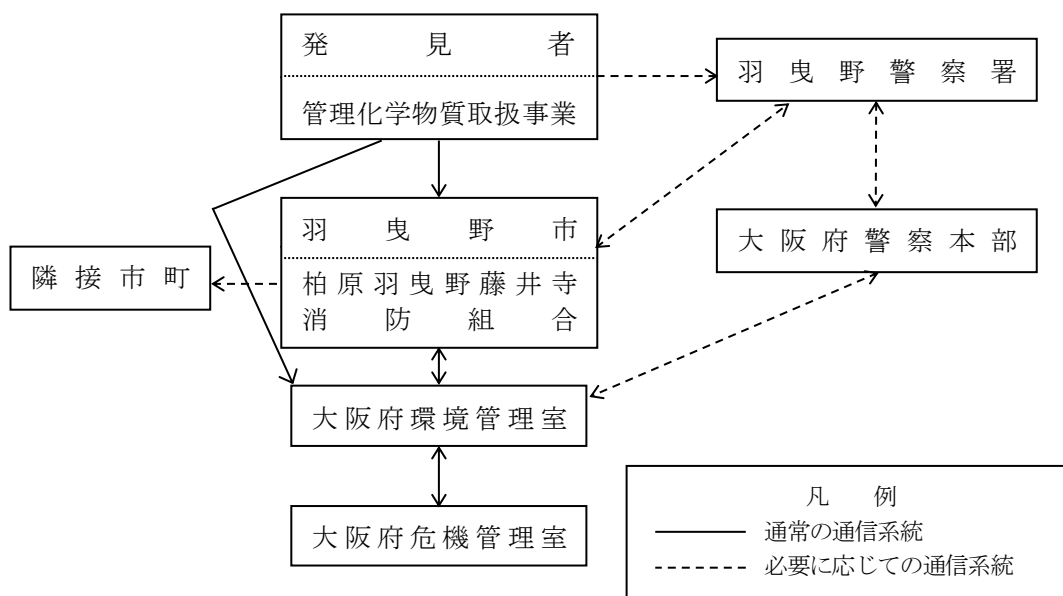 発見者
管理化学物質取扱事業
羽曳野警察署
羽曳野市
柏原羽曳野藤井寺
消防組合
大阪府警察本部
隣接市町
大阪府環境管理室
大阪府危機管理室
凡例
通常の通信系統
必要に応じての通信系統